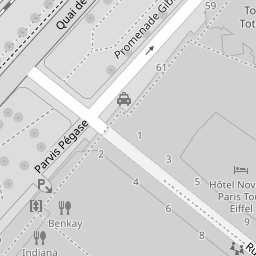 Quai de
Promenade Gib
59
To
Tot
61
1
3
5
2
4
6
8
Parvis Pégase
P
Hôtel Nov
Paris Tou
Eiffel
Benkay
Indiana
Ru